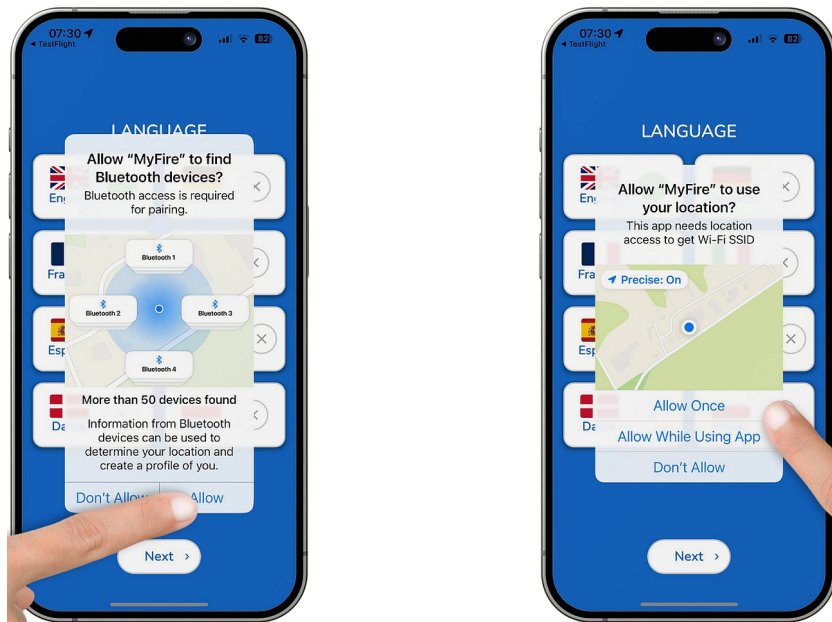 07:30
82
◀ TestFlight
LANGUAGE
Allow “MyFire” to find
Bluetooth devices?
Bluetooth access is required
for pairing.
Bluetooth 1
Bluetooth 2
Bluetooth 3
Bluetooth 4
More than 50 devices found
Information from Bluetooth
devices can be used to
determine your location and
create a profile of you.
Don't Allow
Allow
Eng
Fra
Esp
Da
Next >
07:30
82
◀ TestFlight
LANGUAGE
Allow “MyFire” to use
your location?
This app needs location
access to get Wi-Fi SSID
Precise: On
Allow Once
Allow While Using App
Don't Allow
Eng
Fra
Esp
Da
Next >